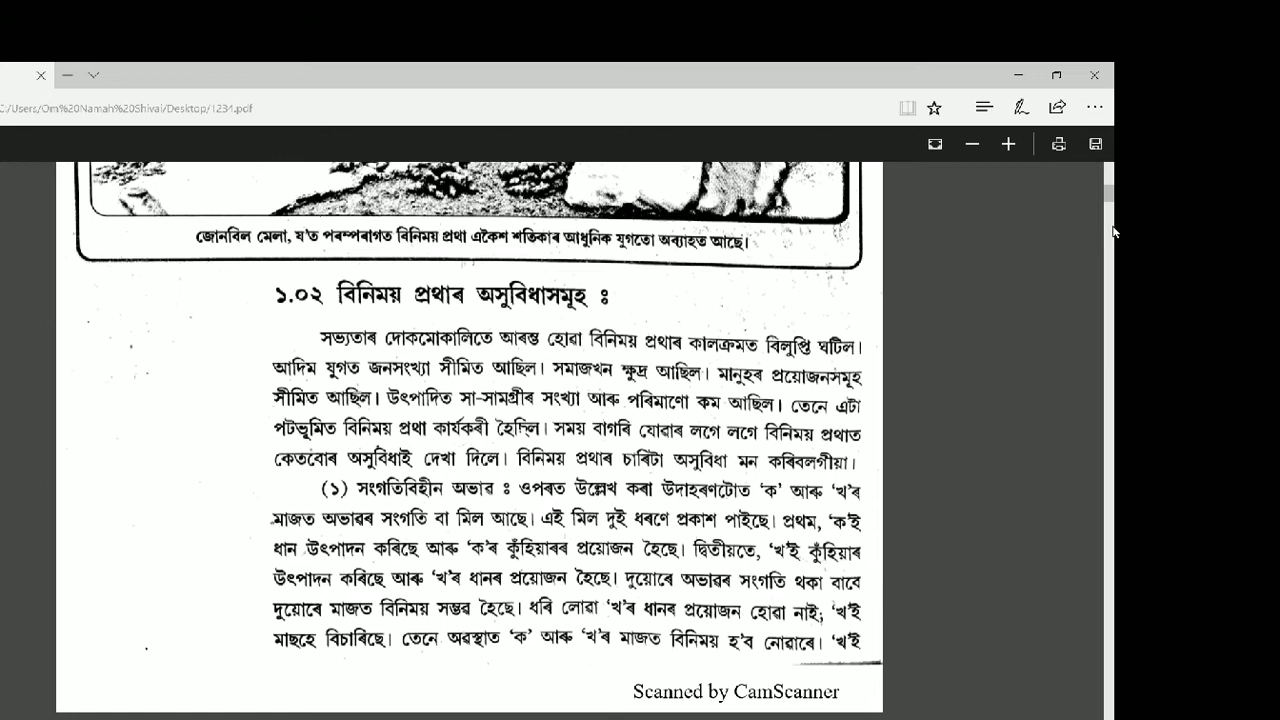 C:/Users/Om%20Namah%20Shivai/Desktop/1234.pdf
জোনবিল মেলা, য'ত পৰম্পৰাগত বিনিময় প্ৰথা একৈশ শতিকাৰ আধুনিক যুগতো অব্যাহত আছে।
১.০২ বিনিময় প্ৰথাৰ অসুবিধাসমূহ ঃ
সভ্যতাৰ দোকমোকালিতে আৰম্ভ হোৱা বিনিময় প্ৰথাৰ কালক্ৰমত বিলুপ্তি ঘটিল।
আদিম যুগত জনসংখ্যা সীমিত আছিল। সমাজখন ক্ষুদ্ৰ আছিল। মানুহৰ প্ৰয়োজনসমূহ
সীমিত আছিল। উৎপাদিত সা-সামগ্ৰীৰ সংখ্যা আৰু পৰিমাণো কম আছিল। তেনে এটা
পটভূমিত বিনিময় প্ৰথা কাৰ্যকৰী হৈছিল। সময় বাগৰি যোৱাৰ লগে লগে বিনিময় প্ৰথাত
কেতবোৰ অসুবিধাই দেখা দিলে। বিনিময় প্ৰথাৰ চাৰিটা অসুবিধা মন কৰিবলগীয়া।
(১) সংগতিবিহীন অভাৱ ঃ ওপৰত উল্লেখ কৰা উদাহৰণটোত ‘ক’ আৰু ‘খ’ৰ
মাজত অভাৱৰ সংগতি বা মিল আছে। এই মিল দুই ধৰণে প্ৰকাশ পাইছে। প্ৰথম, ‘ক’ই
ধান উৎপাদন কৰিছে আৰু ‘ক’ৰ কুঁহিয়াৰৰ প্ৰয়োজন হৈছে। দ্বিতীয়তে, ‘খ’ই কুঁহিয়াৰ
উৎপাদন কৰিছে আৰু ‘খ’ৰ ধানৰ প্ৰয়োজন হৈছে। দুয়োৰে অভাৱৰ সংগতি থকা বাবে
দুয়োৰে মাজত বিনিময় সম্ভৱ হৈছে। ধৰি লোৱা ‘খ’ৰ ধানৰ প্ৰয়োজন হোৱা নাই; ‘খ’ই
মাছহে বিচাৰিছে। তেনে অৱস্থাত ‘ক’ আৰু ‘খ’ৰ মাজত বিনিময় হ’ব নোৱাৰে। ‘খ’ই
Scanned by CamScanner